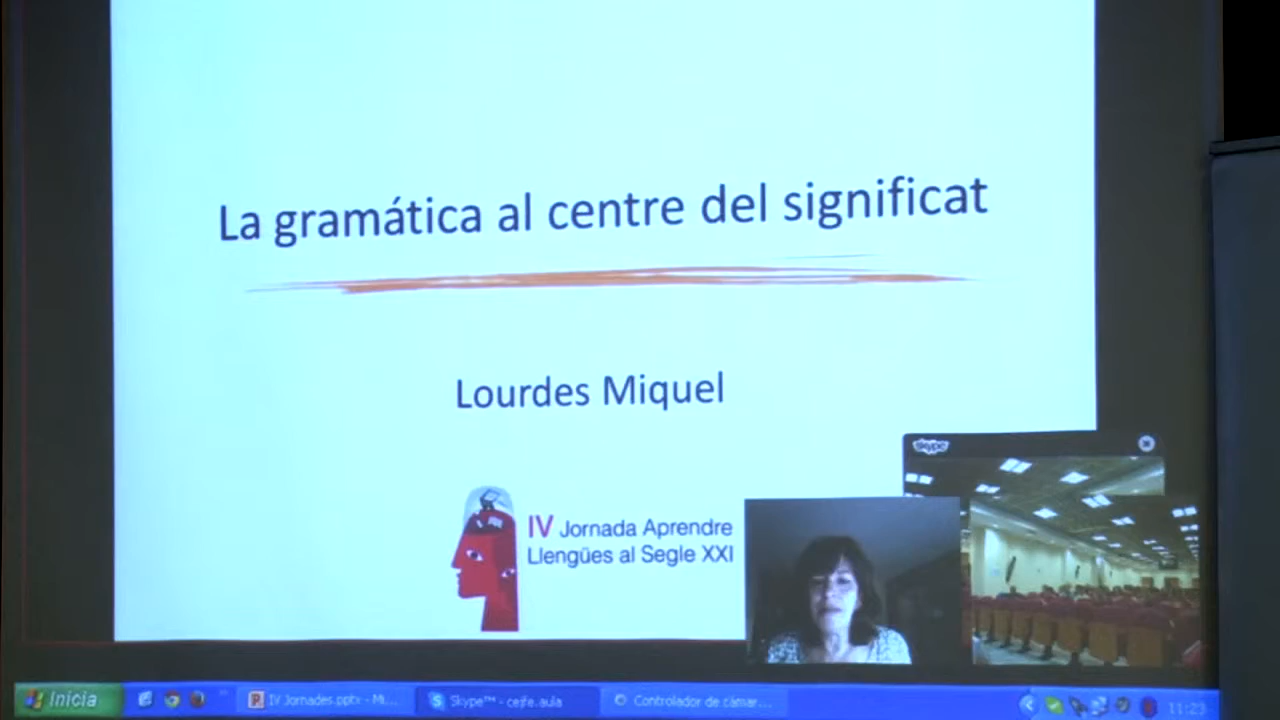 La gramática al centre del significat
Lourdes Miquel
IV Jornada Aprendre
Llengües al Segle XXI
skype
Inicia
IV Jornades.pptx - Mi...
Skype™ - cejfe.aula
Controlador de càmar...
11:23